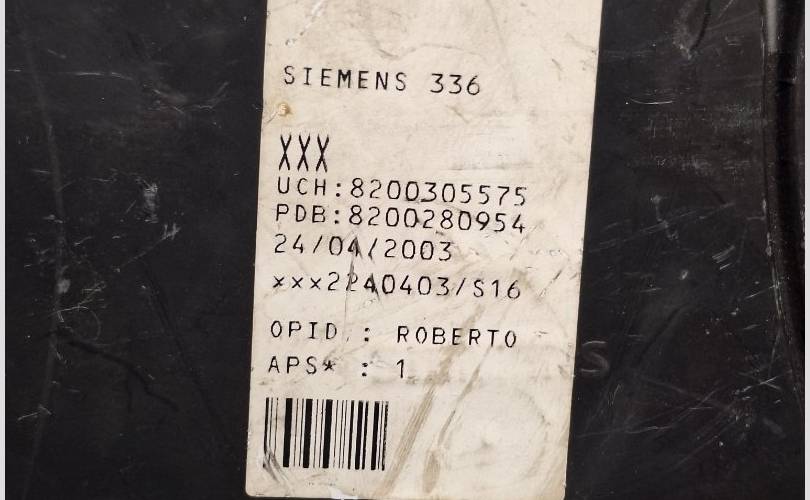 SIEMENS 336
XXX
UCH:8200305575
PDB:8200280954
24/04/2003
xxx2240403/S16
OPID : ROBERTO
APS* : 1
S